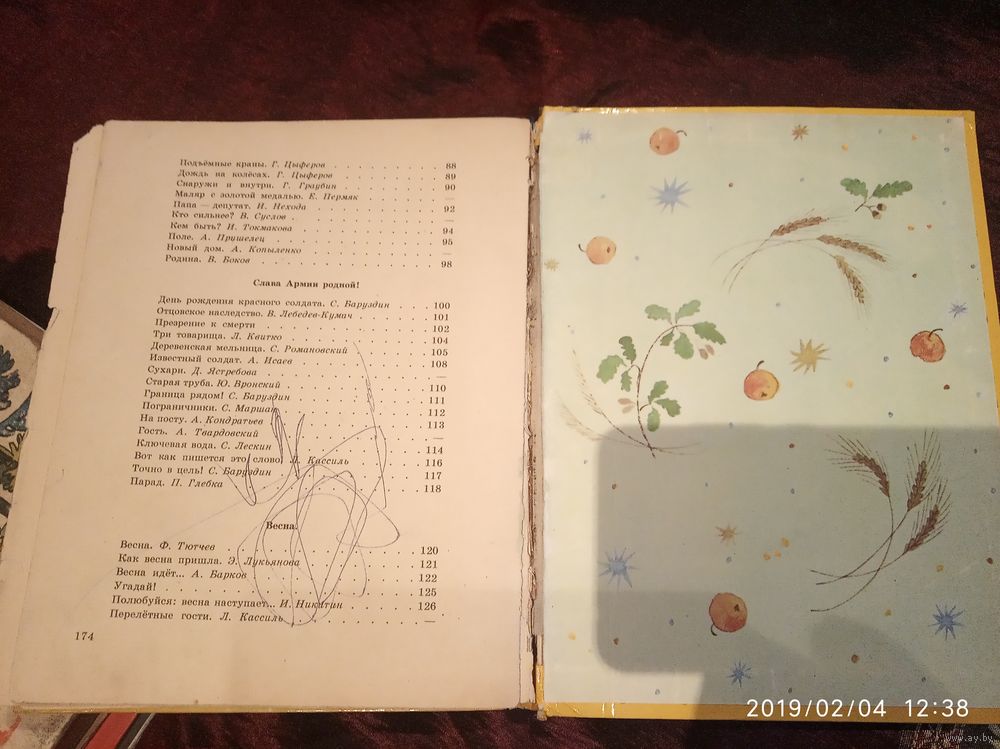 Подъёмные краны. Г. Цыферов . . . . . . . . . . 88
Дождь на колёсах. Г. Цыферов . . . . . . . . . 89
Снаружи и внутри. Г. Граубин . . . . . . . . . 90
Маляр с золотой медалью. Е. Пермяк . . . . . . . —
Папа — депутат. И. Нехода . . . . . . . . . . 92
Кто сильнее? В. Суслов . . . . . . . . . . . —
Кем быть? И. Токмакова . . . . . . . . . . 94
Поле. А. Пришелец . . . . . . . . . . . . 95
Новый дом. А. Копыленко . . . . . . . . . . —
Родина. В. Боков . . . . . . . . . . . . 98
Слава Армии родной!
День рождения красного солдата. С. Баруздин . . . 100
Отцовское наследство. В. Лебедев-Кумач . . . . . 101
Презрение к смерти . . . . . . . . . . . 102
Три товарища. Л. Квитко . . . . . . . . . . 104
Деревенская мельница. С. Романовский . . . . . . 105
Известный солдат. А. Исаев . . . . . . . . . 108
Сухари. Д. Ястребова . . . . . . . . . . . —
Старая труба. Ю. Вронский . . . . . . . . . 110
Граница рядом! С. Баруздин . . . . . . . . . 111
Пограничники. С. Маршак . . . . . . . . . . 112
На посту. А. Кондратьев . . . . . . . . . . 113
Гость. А. Твардовский . . . . . . . . . . . —
Ключевая вода. С. Лескин . . . . . . . . . . 114
Вот как пишется это слово. Л. Кассиль . . . . . . 116
Точно в цель! С. Баруздин . . . . . . . . . 117
Парад. П. Глебка . . . . . . . . . . . . 118
Весна.
Весна. Ф. Тютчев . . . . . . . . . . . . 120
Как весна пришла. Э. Лукьянова . . . . . . . . 121
Весна идёт... А. Барков . . . . . . . . . . 122
Угадай! . . . . . . . . . . . . . . . 125
Полюбуйся: весна наступает... И. Никитин . . . . . 126
Перелётные гости. Л. Кассиль . . . . . . . . . —
174
2019/02/04 12:38
www.ay.by